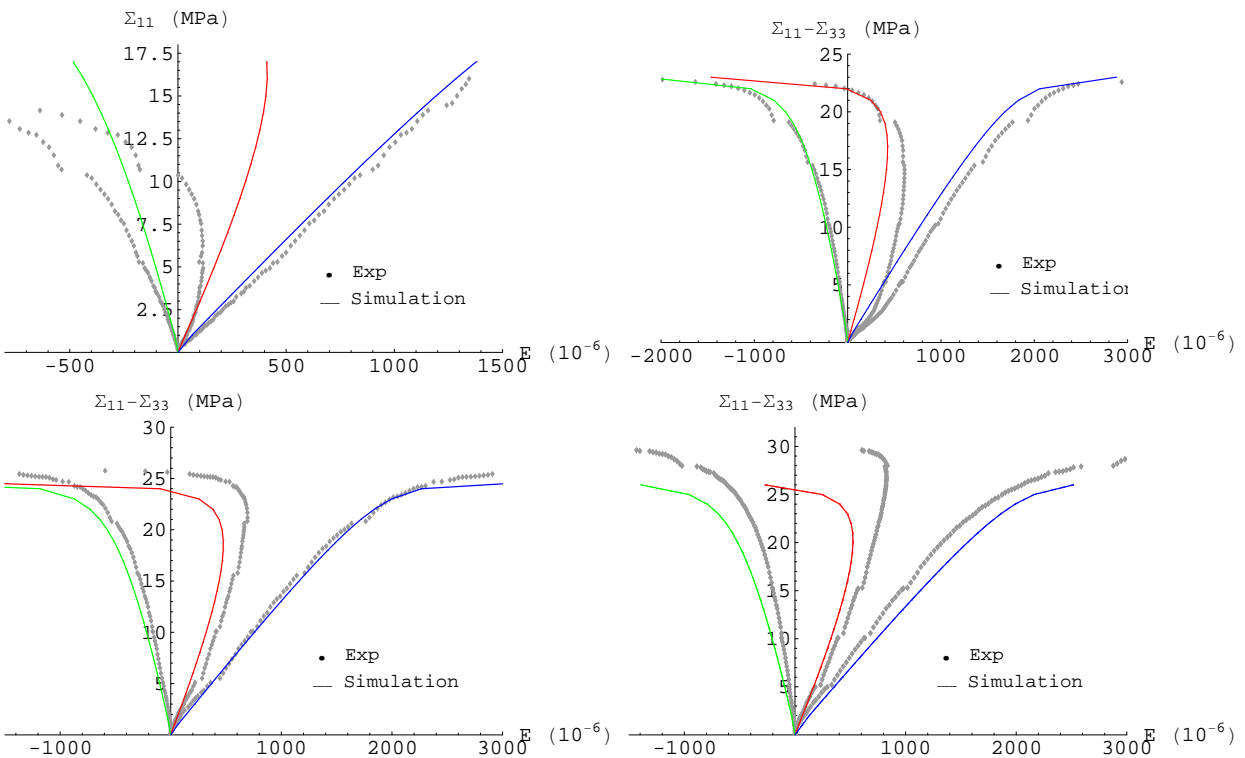 Σ11 (MPa)
17.5
15
12.5
10
7.5
5
2.5
Exp
Simulation
-500 500 1000 1500
E (10-6)
Σ11-Σ33 (MPa)
25
20
15
10
5
Exp
Simulation
-2000 -1000 1000 2000 3000
E (10-6)
Σ11-Σ33 (MPa)
30
25
20
15
10
5
Exp
Simulation
-1000 1000 2000 3000
E (10-6)
Σ11-Σ33 (MPa)
30
25
20
15
10
5
Exp
Simulation
-1000 1000 2000 3000
E (10-6)